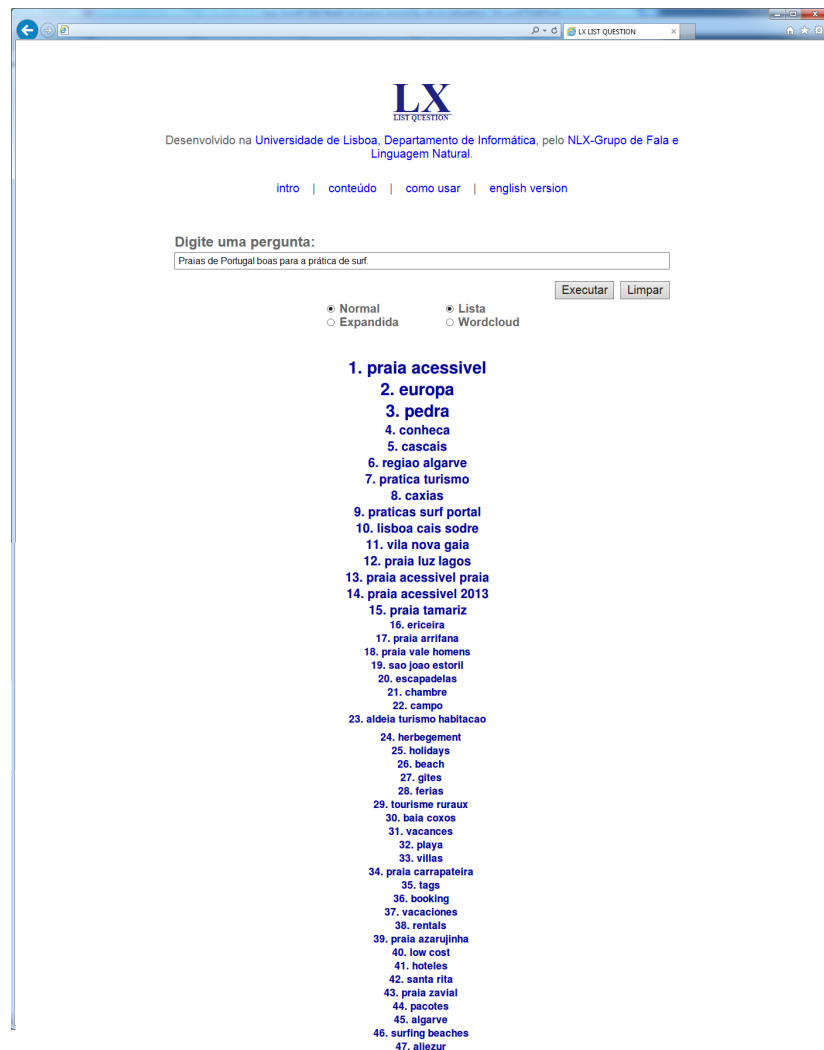 LX LIST QUESTION
LX
LIST QUESTION
Desenvolvido na Universidade de Lisboa, Departamento de Informática, pelo NLX-Grupo de Fala e
Linguagem Natural.
intro | conteúdo | como usar | english version
Digite uma pergunta:
Praias de Portugal boas para a prática de surf.
Executar Limpar
Normal Lista
Expandida Wordcloud
1. praia acessivel
2. europa
3. pedra
4. conheca
5. cascais
6. regiao algarve
7. pratica turismo
8. caxias
9. praticas surf portal
10. lisboa cais sodre
11. vila nova gaia
12. praia luz lagos
13. praia acessivel praia
14. praia acessivel 2013
15. praia tamariz
16. ericeira
17. praia arrifana
18. praia vale homens
19. sao joao estoril
20. escapadelas
21. chambre
22. campo
23. aldeia turismo habitacao
24. herbegement
25. holidays
26. beach
27. gites
28. ferias
29. tourisme ruraux
30. baia coxos
31. vacances
32. playa
33. villas
34. praia carrapateira
35. tags
36. booking
37. vacaciones
38. rentals
39. praia azarujinha
40. low cost
41. hoteles
42. santa rita
43. praia zavial
44. pacotes
45. algarve
46. surfing beaches
47. aljezur